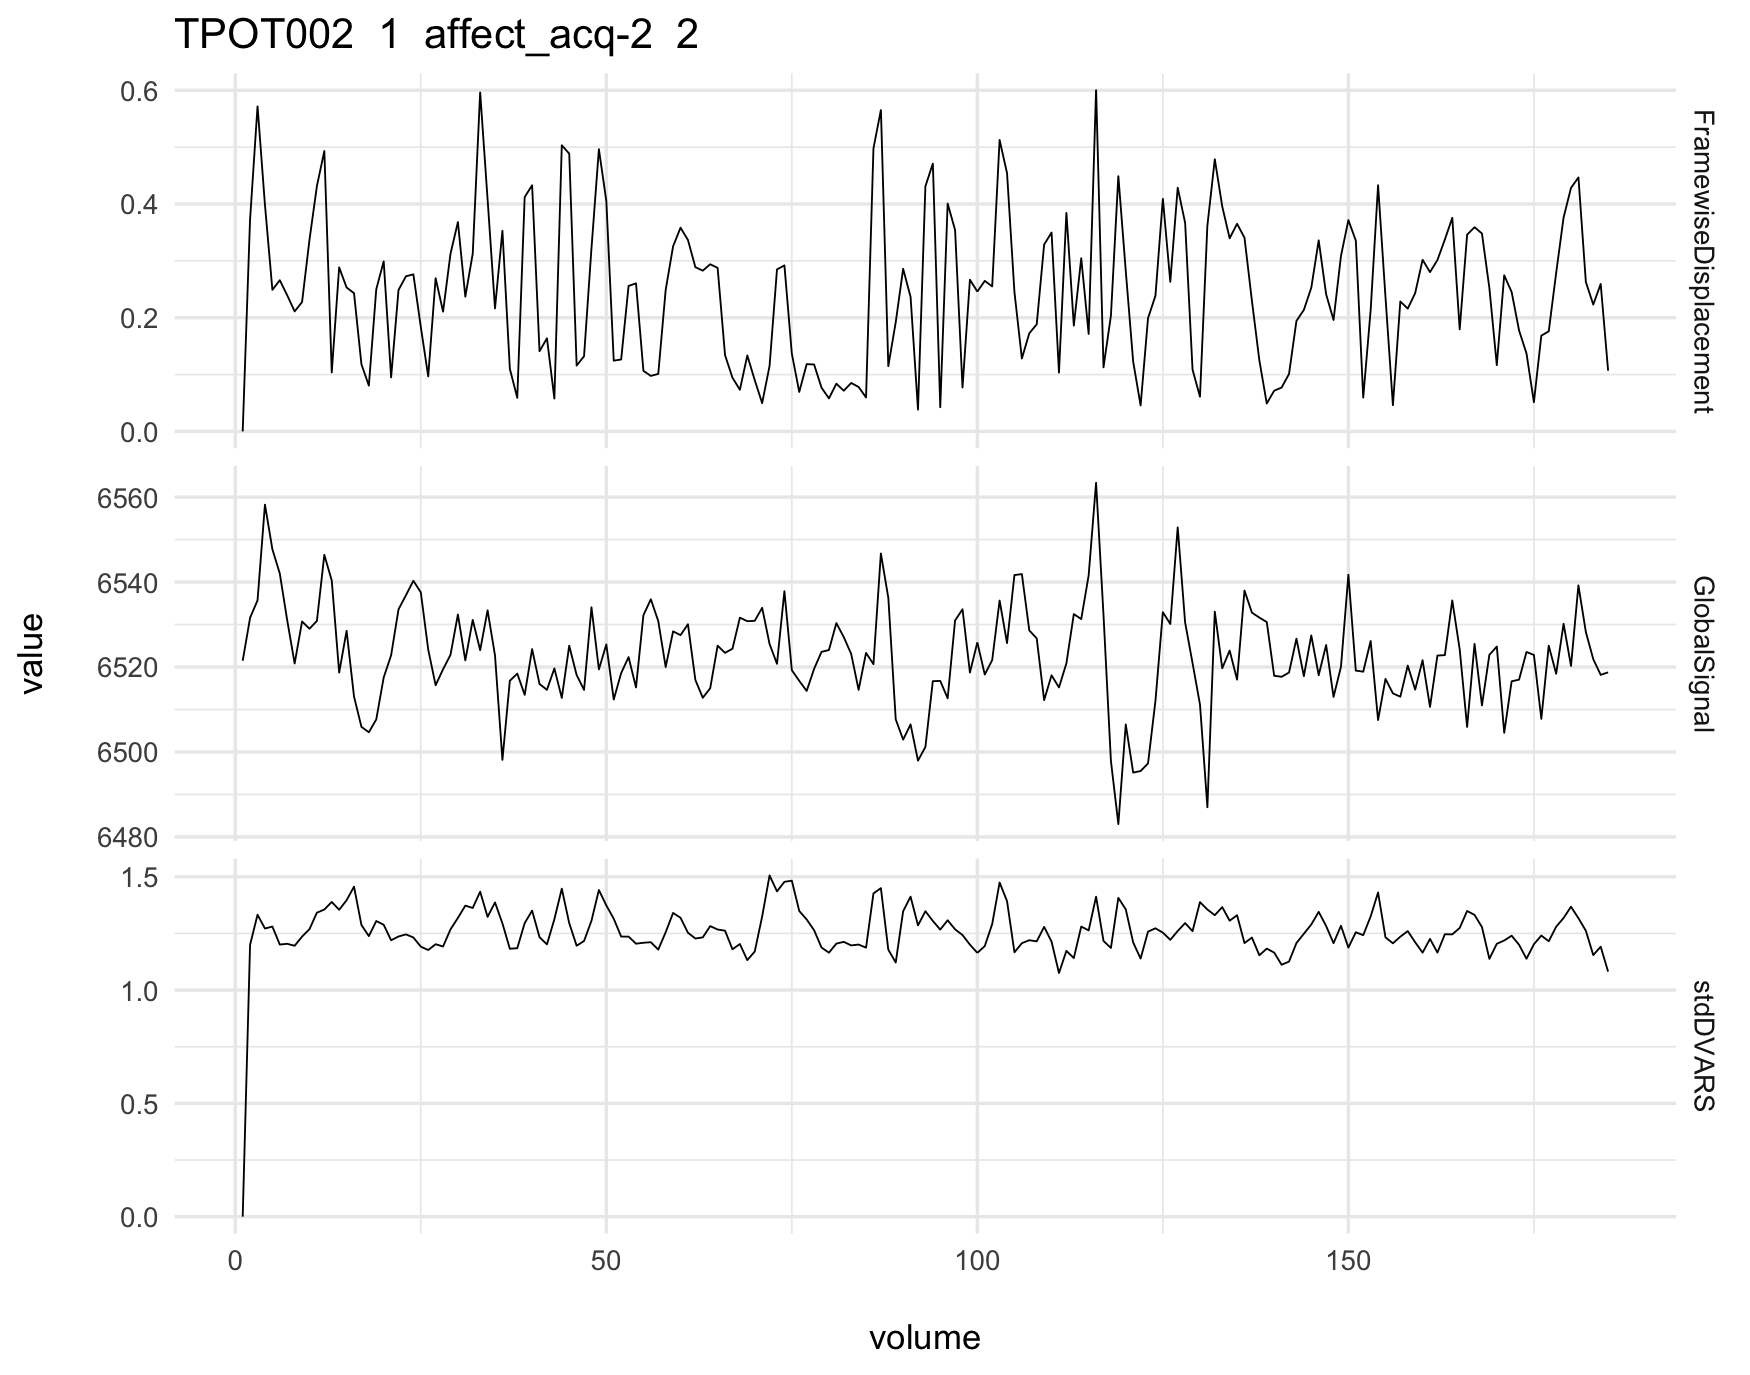 TPOT002 1 affect_acq-2 2
0.6
0.4
0.2
0.0
FramewiseDisplacement
6560
6540
6520
6500
6480
GlobalSignal
value
1.5
1.0
0.5
0.0
stdDVARS
0 50 100 150
volume